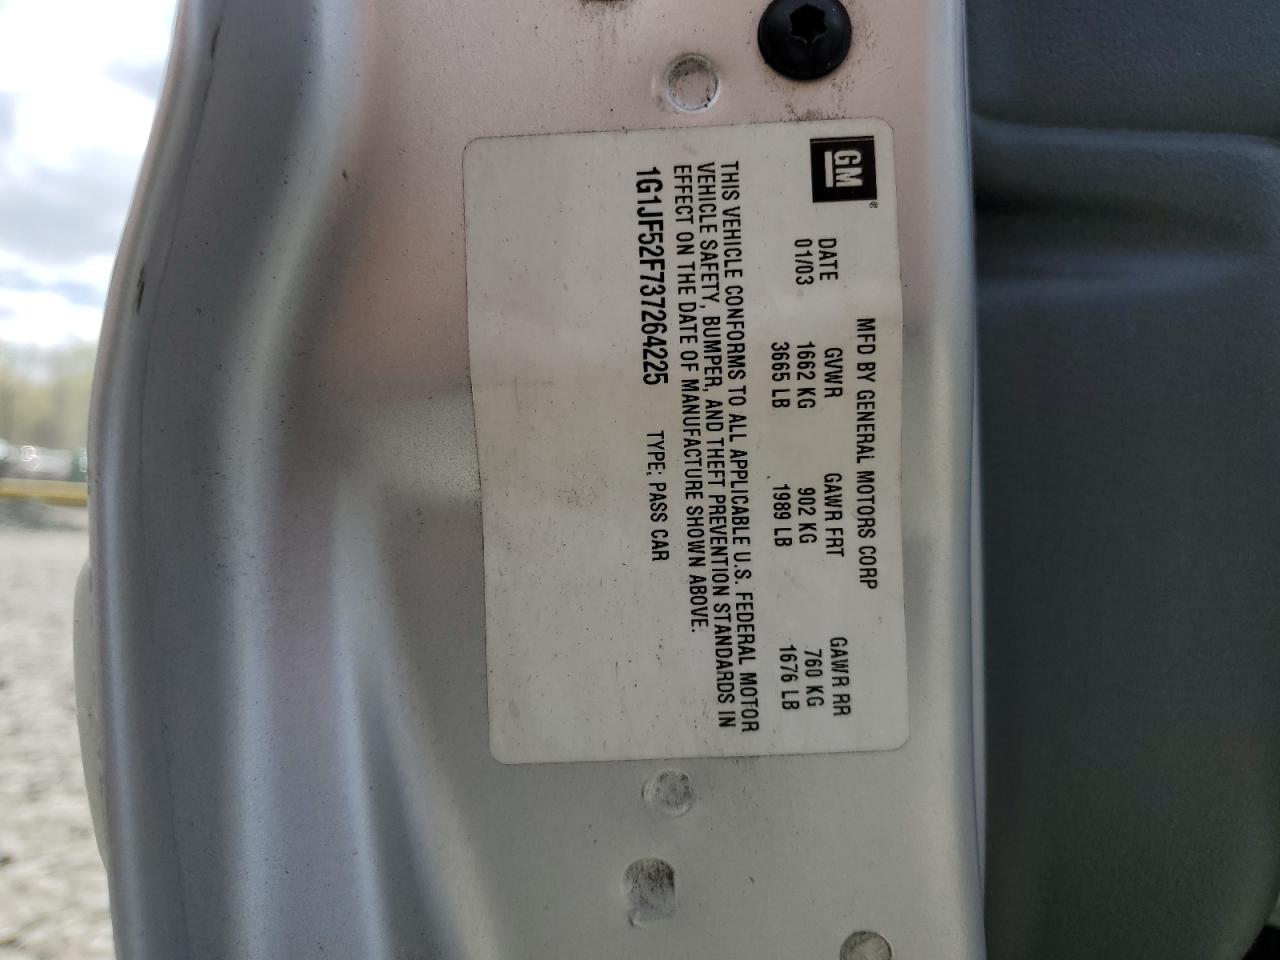 GM®
MFD BY GENERAL MOTORS CORP
DATE GVWR GAWR FRT GAWR RR
01/03 1662 KG 902 KG 760 KG
3665 LB 1989 LB 1676 LB
THIS VEHICLE CONFORMS TO ALL APPLICABLE U.S. FEDERAL MOTOR
VEHICLE SAFETY, BUMPER, AND THEFT PREVENTION STANDARDS IN
EFFECT ON THE DATE OF MANUFACTURE SHOWN ABOVE.
1G1JF52F737264225 TYPE: PASS CAR